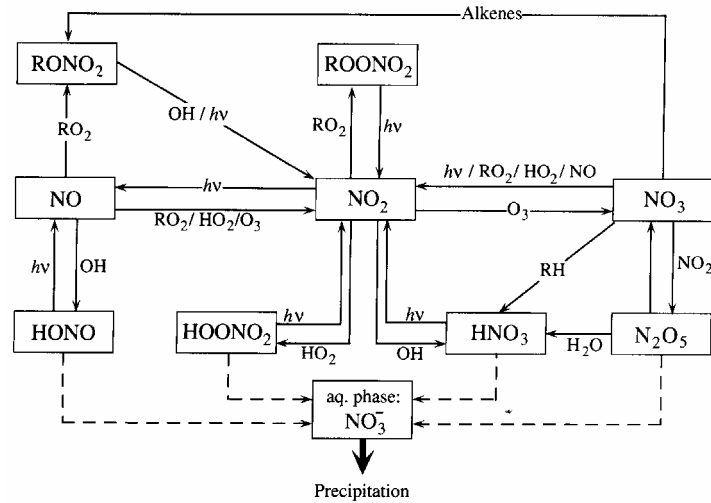 Alkenes
RONO₂
ROONO₂
OH / hν
RO₂
RO₂
hν
hν
hν / RO₂/ HO₂/ NO
NO
NO₂
NO₃
RO₂/ HO₂/O₃
O₃
hν
OH
RH
NO₂
hν
hν
HONO
HOONO₂
HNO₃
N₂O₅
HO₂
OH
H₂O
aq. phase:
NO₃⁻
Precipitation